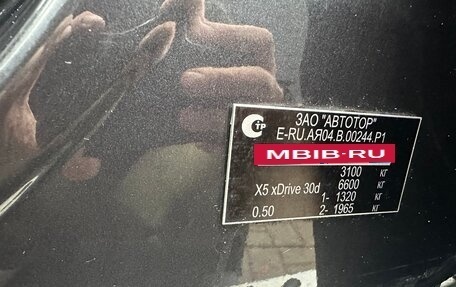 ЗАО "АВТОТОР"
E-RU.АЯ04.В.00244.Р1
MBIB-RU
3100 кг
X5 xDrive 30d 6600 кг
1- 1320 кг
0.50 2- 1965 кг
СТР